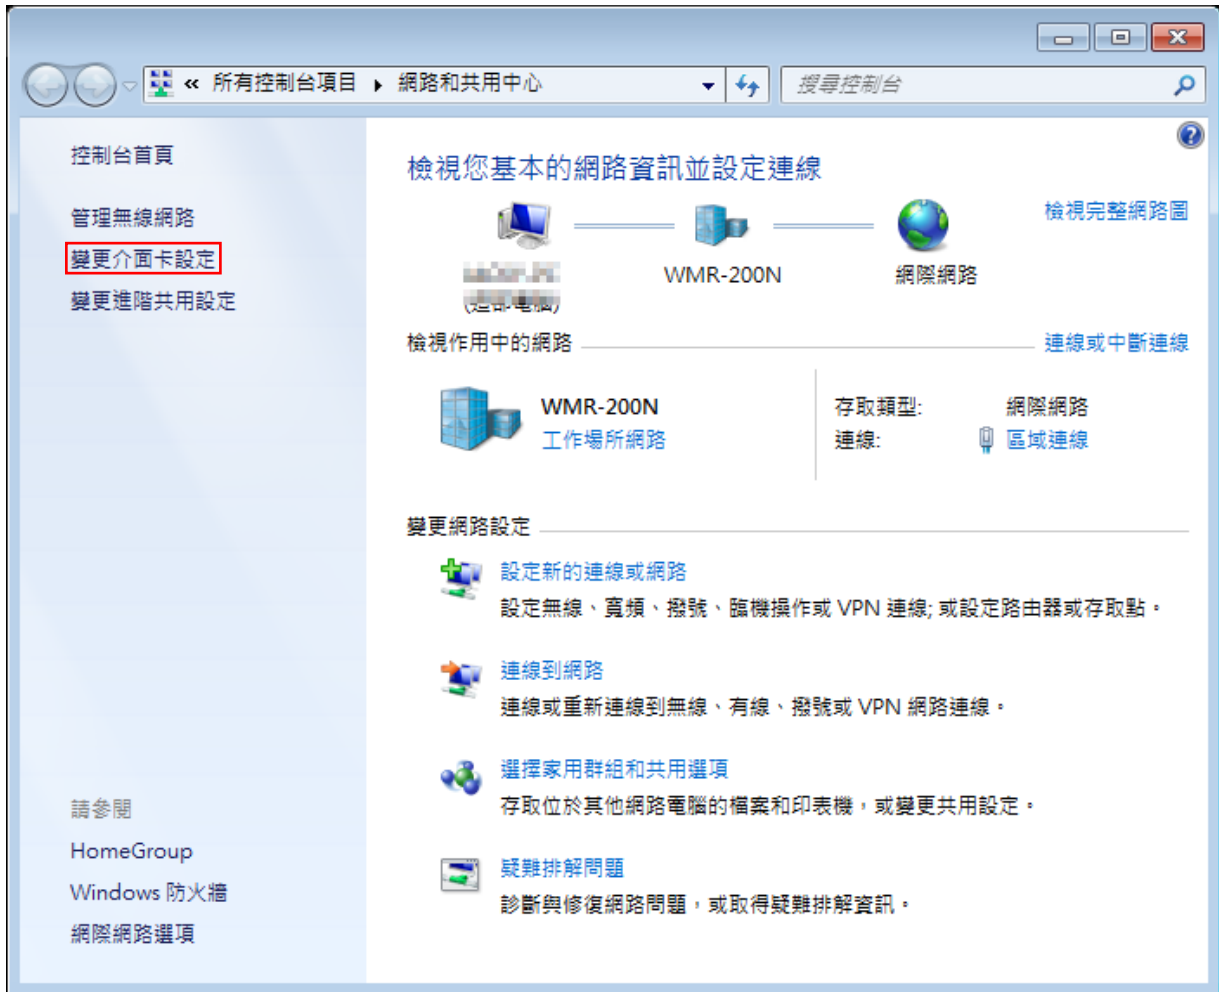 « 所有控制台項目 ▸ 網路和共用中心
搜尋控制台
控制台首頁
管理無線網路
變更介面卡設定
變更進階共用設定
請參閱
HomeGroup
Windows 防火牆
網際網路選項
檢視您基本的網路資訊並設定連線
檢視完整網路圖
WMR-200N
網際網路
檢視作用中的網路
連線或中斷連線
WMR-200N
工作場所網路
存取類型:
網際網路
連線:
區域連線
變更網路設定
設定新的連線或網路
設定無線、寬頻、撥號、臨機操作或 VPN 連線; 或設定路由器或存取點。
連線到網路
連線或重新連線到無線、有線、撥號或 VPN 網路連線。
選擇家用群組和共用選項
存取位於其他網路電腦的檔案和印表機，或變更共用設定。
疑難排解問題
診斷與修復網路問題，或取得疑難排解資訊。